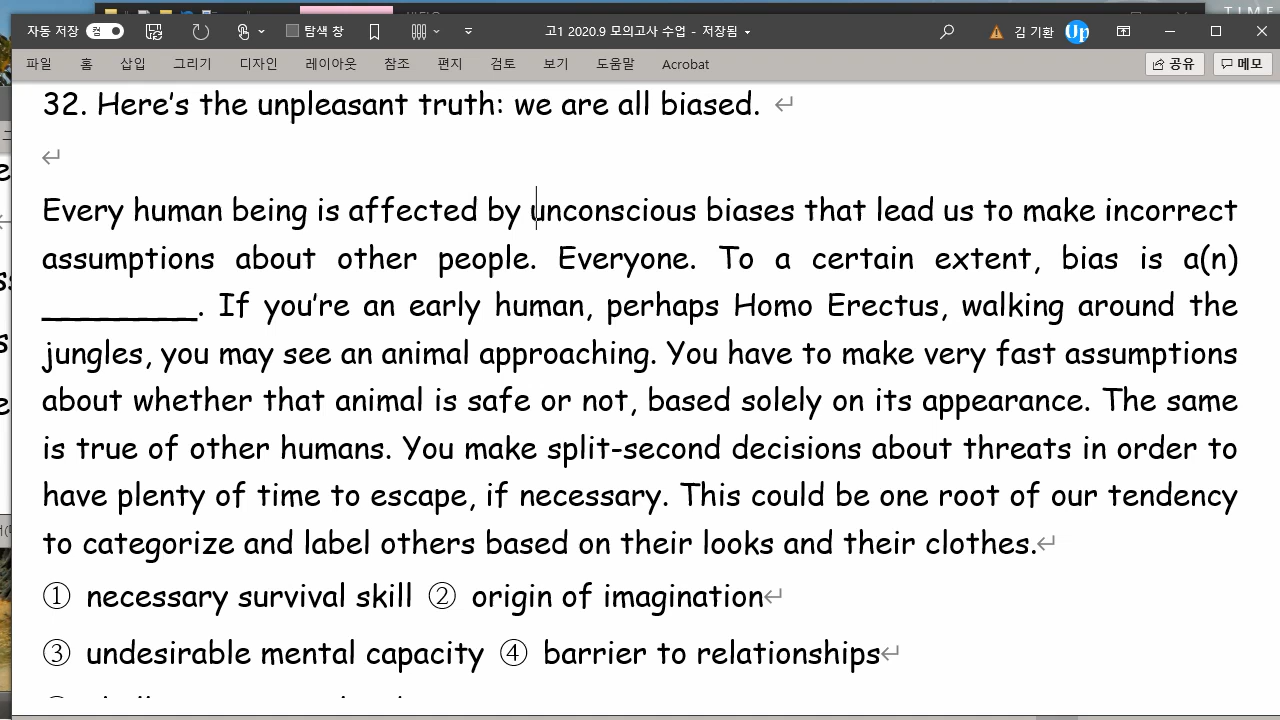 TIME
자동 저장 컴 탐색 창 고1 2020.9 모의고사 수업 - 저장됨 김 기환 Up
파일 홈 삽입 그리기 디자인 레이아웃 참조 편지 검토 보기 도움말 Acrobat 공유 메모
32. Here's the unpleasant truth: we are all biased.
Every human being is affected by unconscious biases that lead us to make incorrect
assumptions about other people. Everyone. To a certain extent, bias is a(n)
________. If you're an early human, perhaps Homo Erectus, walking around the
jungles, you may see an animal approaching. You have to make very fast assumptions
about whether that animal is safe or not, based solely on its appearance. The same
is true of other humans. You make split-second decisions about threats in order to
have plenty of time to escape, if necessary. This could be one root of our tendency
to categorize and label others based on their looks and their clothes.
① necessary survival skill ② origin of imagination
③ undesirable mental capacity ④ barrier to relationships